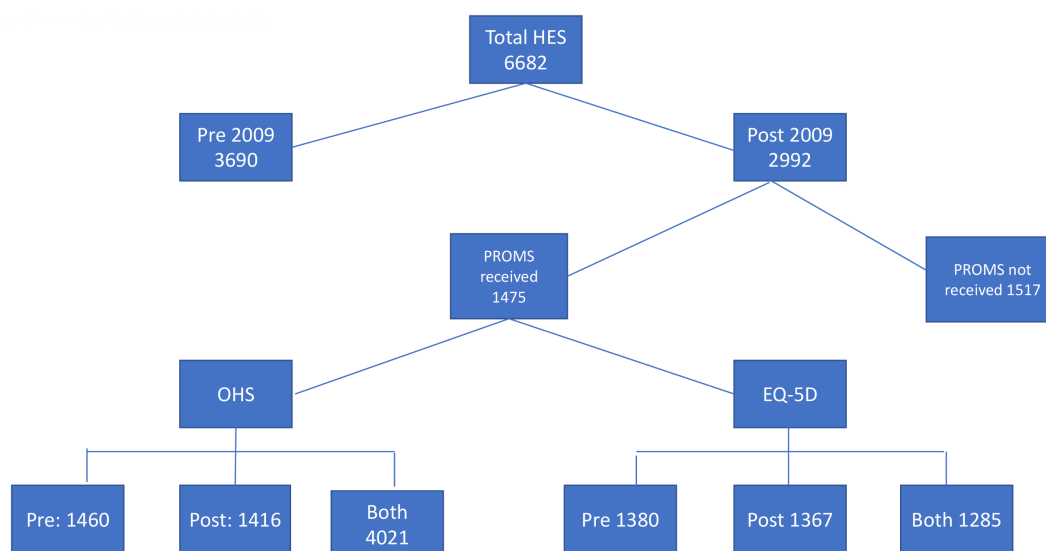 Total HES
6682
Pre 2009
3690
Post 2009
2992
PROMS
received
1475
PROMS not
received 1517
OHS
EQ-5D
Pre: 1460
Post: 1416
Both
4021
Pre 1380
Post 1367
Both 1285